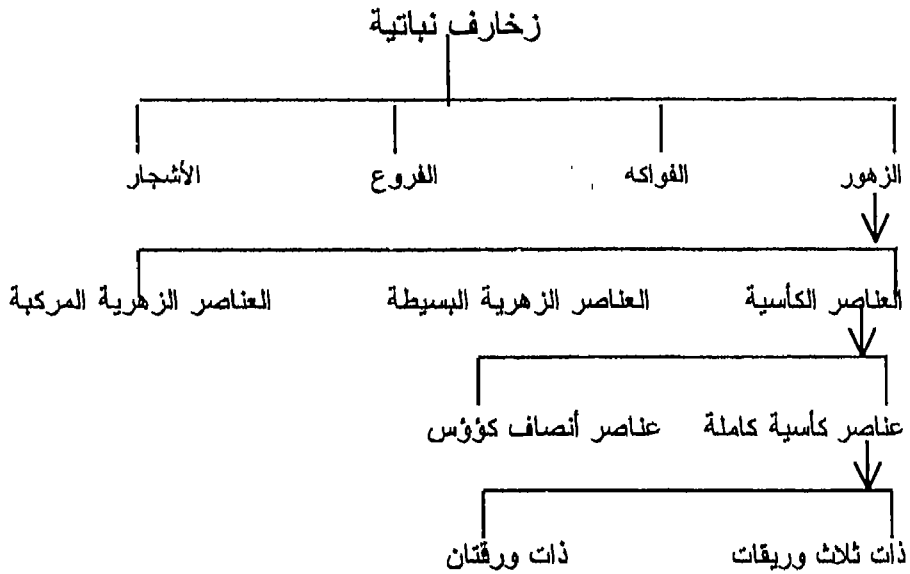 زخارف نباتية
الزهور الفواكه الفروع الأشجار
العناصر الكأسية العناصر الزهرية البسيطة العناصر الزهرية المركبة
عناصر كأسية كاملة عناصر أنصاف كؤوس
ذات ثلاث وريقات ذات ورقتان